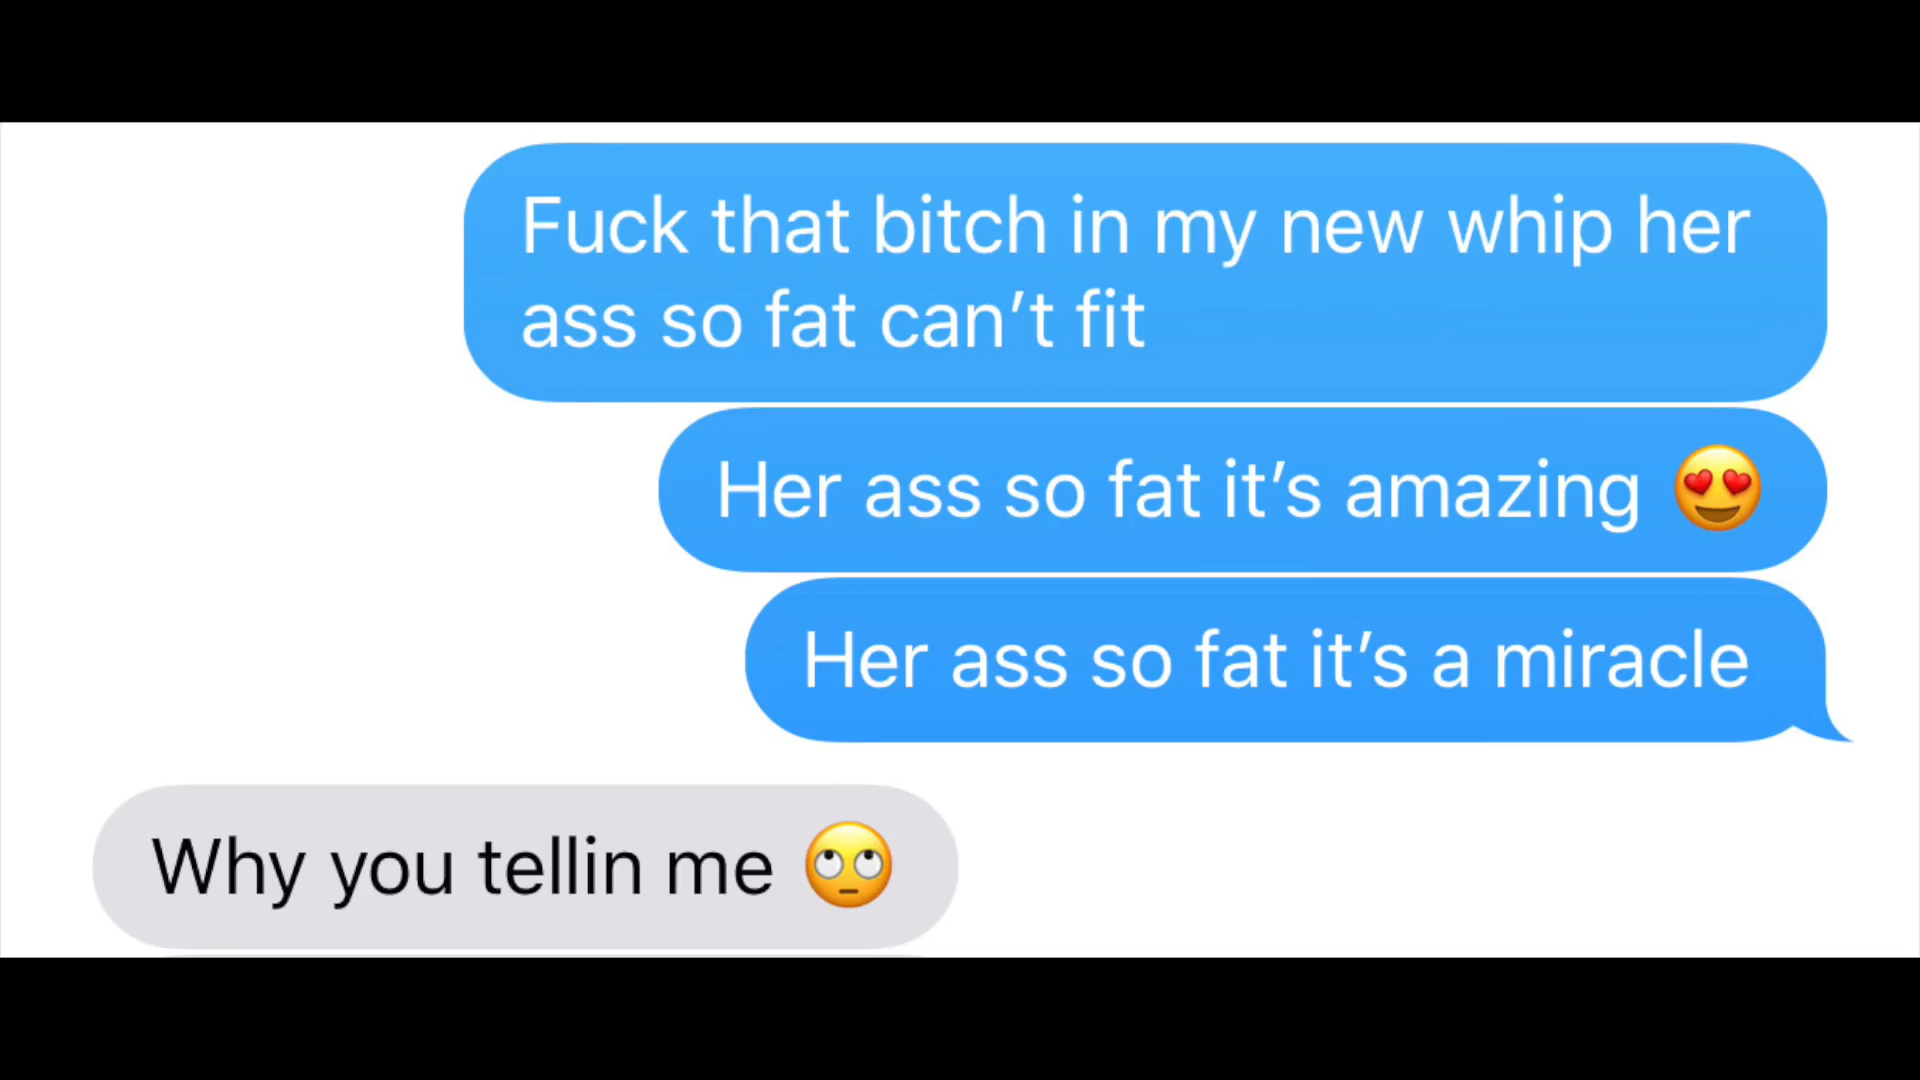 Fuck that bitch in my new whip her
ass so fat can’t fit
Her ass so fat it’s amazing 😍
Her ass so fat it’s a miracle
Why you tellin me 🙄